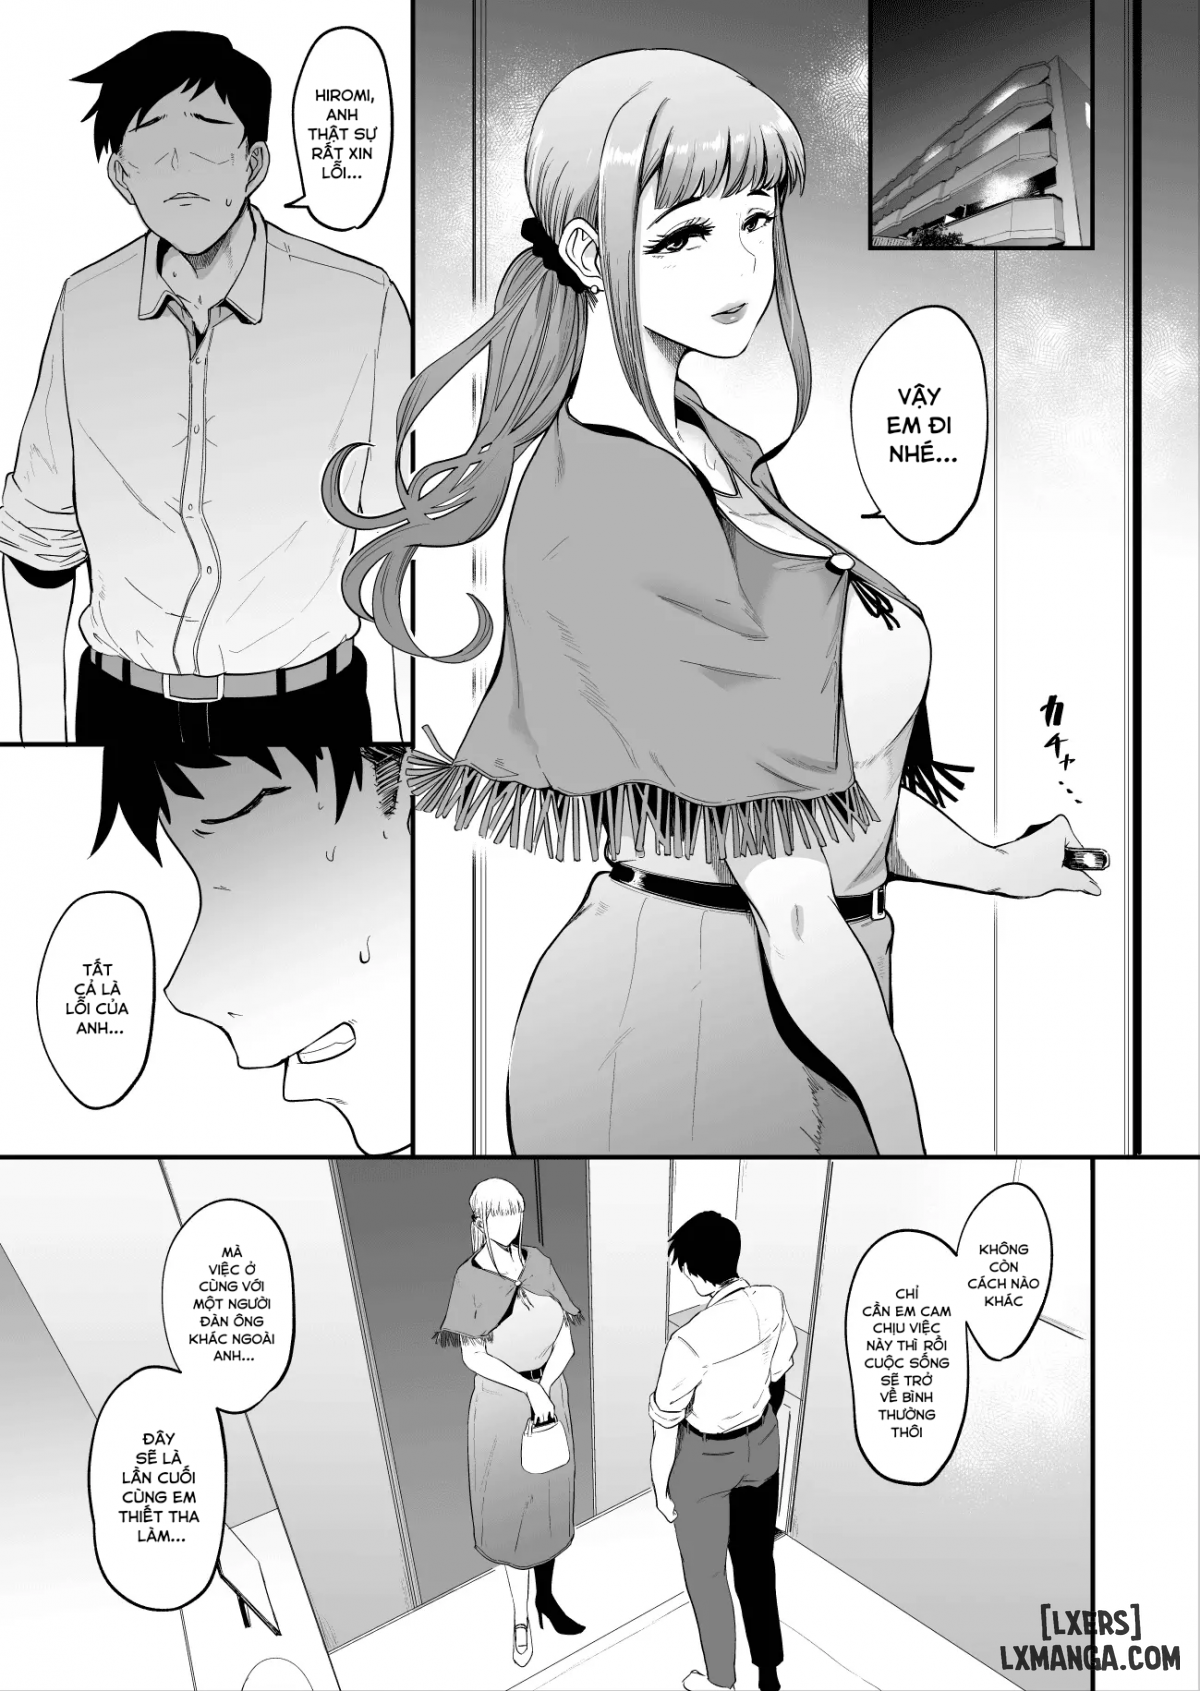 VẬY
EM ĐI
NHÉ...
カチャ...
HIROMI,
ANH
THẬT SỰ
RẤT XIN
LỖI...
TẤT
CẢ LÀ
LỖI CỦA
ANH...
KHÔNG
CÒN
CÁCH NÀO
KHÁC
CHỈ
CẦN EM CAM
CHỊU VIỆC
NÀY THÌ RỒI
CUỘC SỐNG
SẼ TRỞ
VỀ BÌNH
THƯỜNG
THÔI
MÀ
VIỆC Ở
CÙNG VỚI
MỘT NGƯỜI
ĐÀN ÔNG
KHÁC NGOÀI
ANH...
ĐÂY
SẼ LÀ
LẦN CUỐI
CÙNG EM
THIẾT THA
LÀM...
[LXERS]
LXMANGA.COM